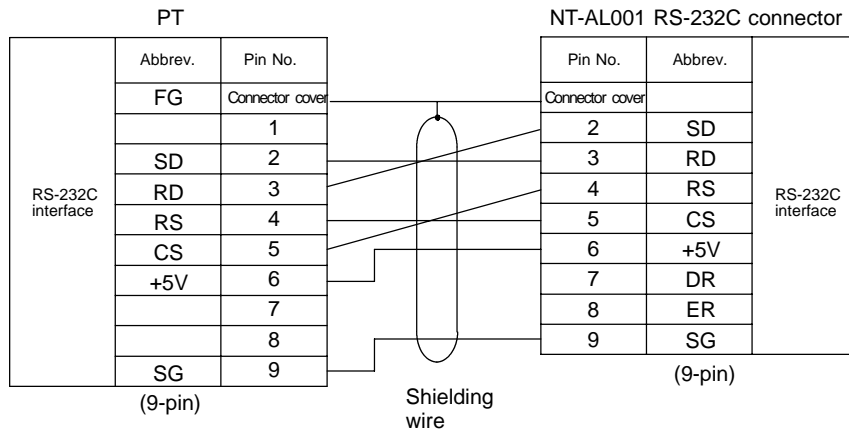 PT
NT-AL001 RS-232C connector
Abbrev. Pin No.
FG Connector cover
1
SD 2
RD 3
RS 4
CS 5
+5V 6
7
8
SG 9
RS-232C
interface
(9-pin)
Shielding
wire
Pin No. Abbrev.
Connector cover
2 SD
3 RD
4 RS
5 CS
6 +5V
7 DR
8 ER
9 SG
RS-232C
interface
(9-pin)